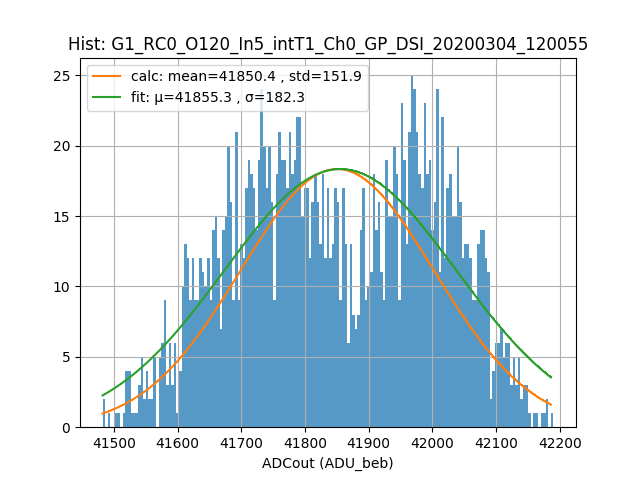 Hist: G1_RC0_O120_In5_intT1_Ch0_GP_DSI_20200304_120055
calc: mean=41850.4 , std=151.9
fit: μ=41855.3 , σ=182.3
25
20
15
10
5
0
41500 41600 41700 41800 41900 42000 42100 42200
ADCout (ADU_beb)